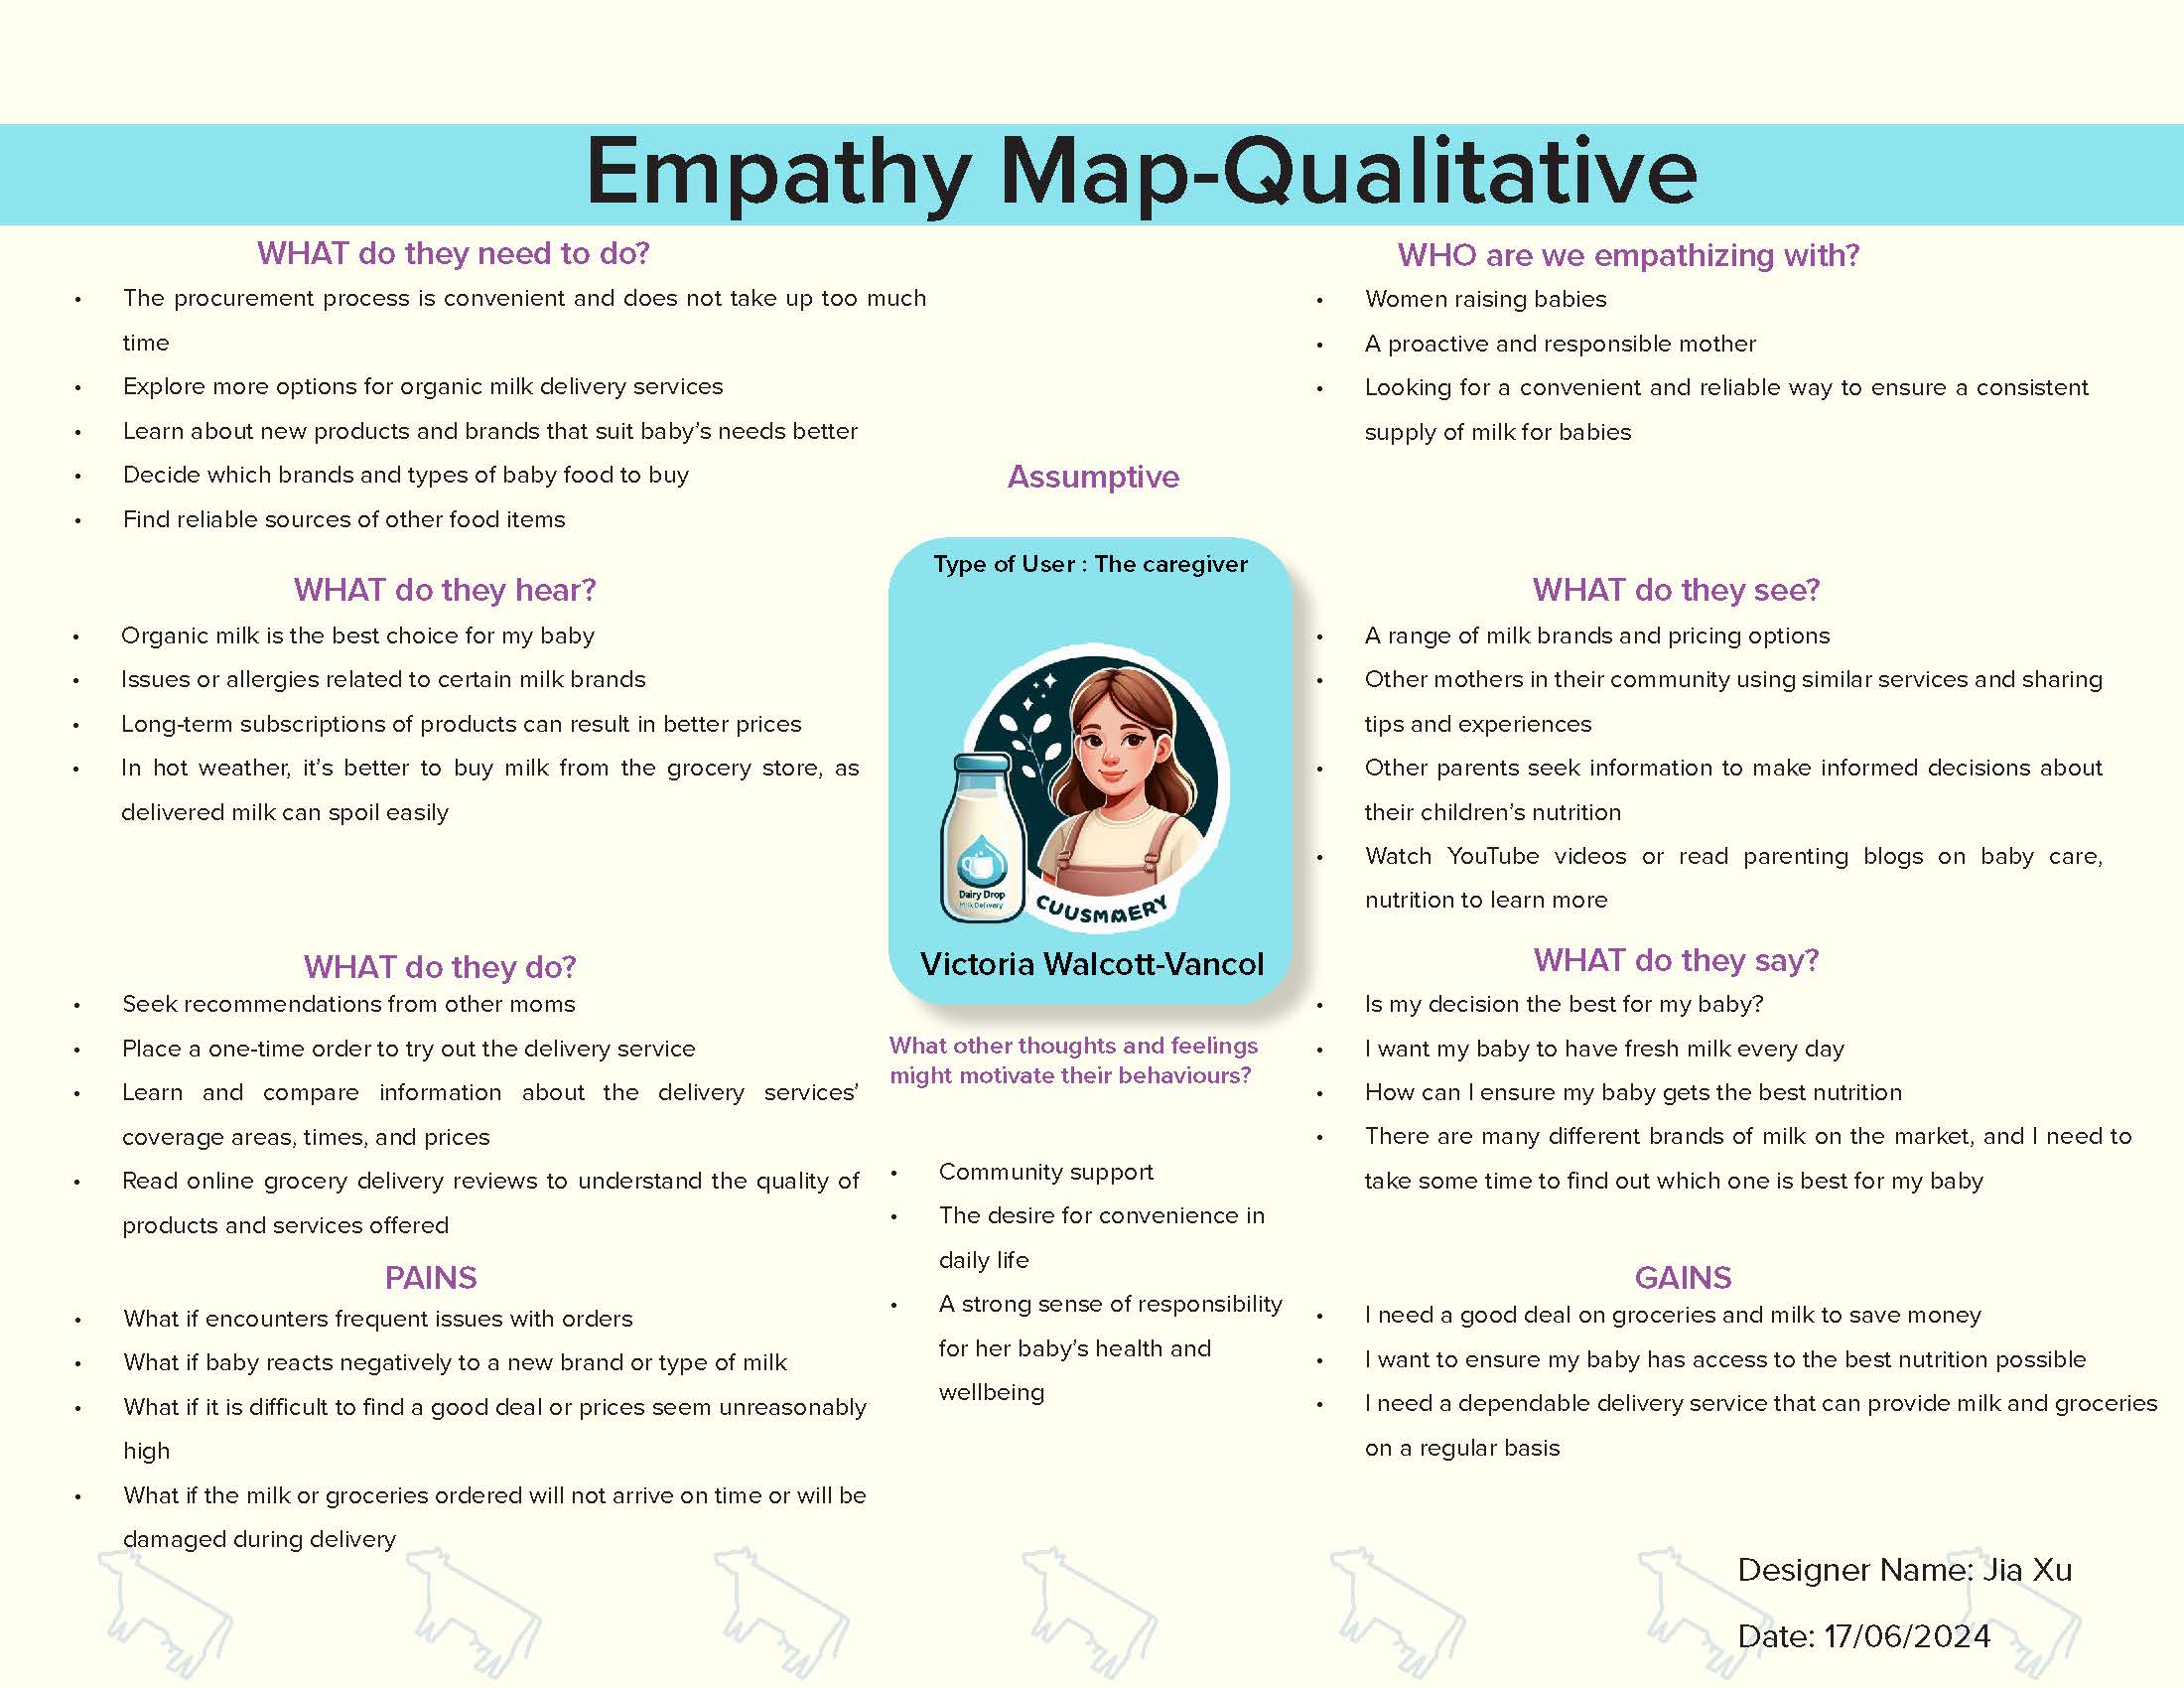 Empathy Map-Qualitative
WHAT do they need to do?
• The procurement process is convenient and does not take up too much
time
• Explore more options for organic milk delivery services
• Learn about new products and brands that suit baby’s needs better
• Decide which brands and types of baby food to buy
• Find reliable sources of other food items
WHO are we empathizing with?
• Women raising babies
• A proactive and responsible mother
• Looking for a convenient and reliable way to ensure a consistent
supply of milk for babies
Assumptive
Type of User : The caregiver
Dairy Drop
Milk Delivery
CUUSMMERY
Victoria Walcott-Vancol
WHAT do they hear?
• Organic milk is the best choice for my baby
• Issues or allergies related to certain milk brands
• Long-term subscriptions of products can result in better prices
• In hot weather, it’s better to buy milk from the grocery store, as
delivered milk can spoil easily
WHAT do they see?
• A range of milk brands and pricing options
• Other mothers in their community using similar services and sharing
tips and experiences
• Other parents seek information to make informed decisions about
their children’s nutrition
• Watch YouTube videos or read parenting blogs on baby care,
nutrition to learn more
WHAT do they do?
• Seek recommendations from other moms
• Place a one-time order to try out the delivery service
• Learn and compare information about the delivery services’
coverage areas, times, and prices
• Read online grocery delivery reviews to understand the quality of
products and services offered
What other thoughts and feelings
might motivate their behaviours?
• Community support
• The desire for convenience in
daily life
• A strong sense of responsibility
for her baby’s health and
wellbeing
WHAT do they say?
• Is my decision the best for my baby?
• I want my baby to have fresh milk every day
• How can I ensure my baby gets the best nutrition
• There are many different brands of milk on the market, and I need to
take some time to find out which one is best for my baby
PAINS
• What if encounters frequent issues with orders
• What if baby reacts negatively to a new brand or type of milk
• What if it is difficult to find a good deal or prices seem unreasonably
high
• What if the milk or groceries ordered will not arrive on time or will be
damaged during delivery
GAINS
• I need a good deal on groceries and milk to save money
• I want to ensure my baby has access to the best nutrition possible
• I need a dependable delivery service that can provide milk and groceries
on a regular basis
Designer Name: Jia Xu
Date: 17/06/2024